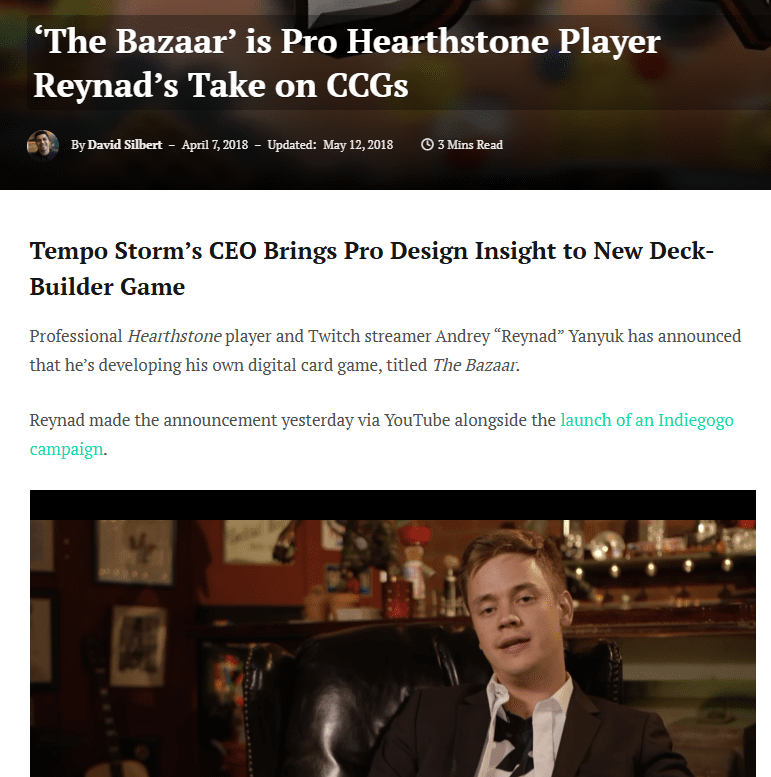 ‘The Bazaar’ is Pro Hearthstone Player
Reynad’s Take on CCGs
By David Silbert – April 7, 2018 – Updated: May 12, 2018 3 Mins Read
Tempo Storm’s CEO Brings Pro Design Insight to New Deck-
Builder Game
Professional Hearthstone player and Twitch streamer Andrey “Reynad” Yanyuk has announced
that he’s developing his own digital card game, titled The Bazaar.
Reynad made the announcement yesterday via YouTube alongside the launch of an Indiegogo
campaign.